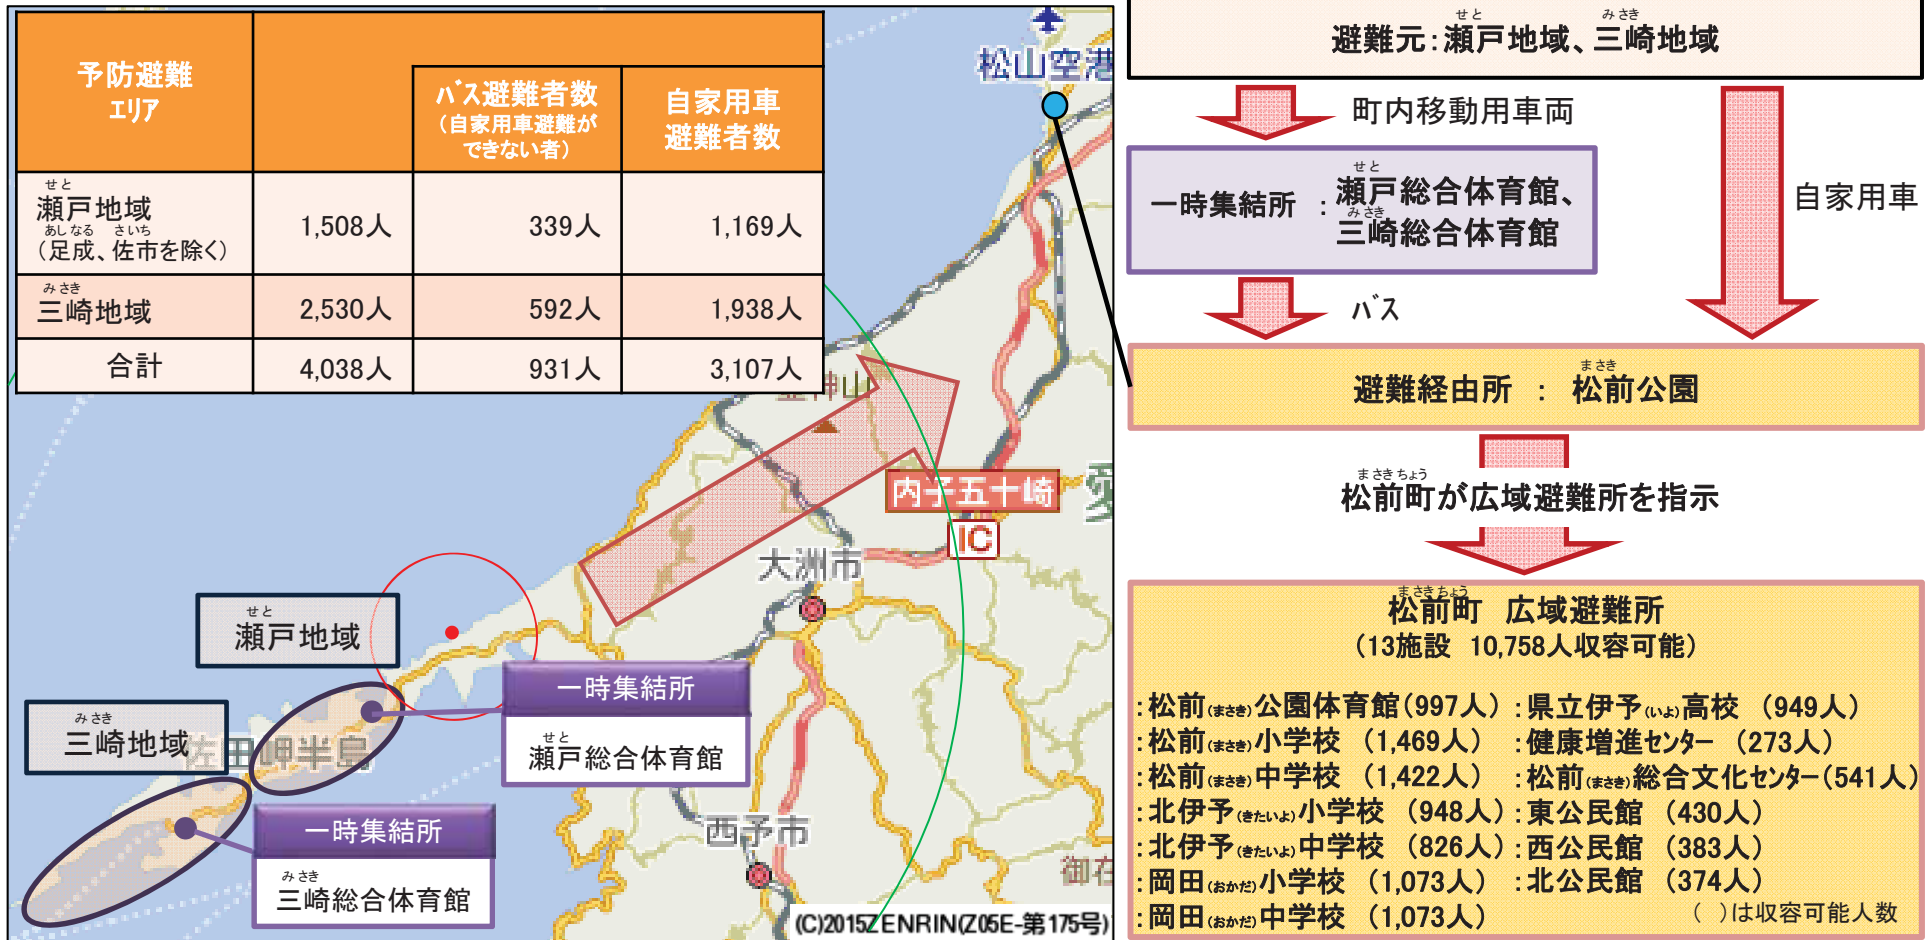 予防避難
エリア
バス避難者数
(自家用車避難が
できない者)
自家用車
避難者数
せと
瀬戸地域
あしなる さいち
(足成、佐市を除く)
1,508人
339人
1,169人
みさき
三崎地域
2,530人
592人
1,938人
合計
4,038人
931人
3,107人
松山空港
内子五十崎
IC
大洲市
西予市
佐田岬半島
せと
瀬戸地域
みさき
三崎地域
一時集結所
せと
瀬戸総合体育館
一時集結所
みさき
三崎総合体育館
(C)2015ZENRIN(Z05E-第175号)
せと みさき
避難元:瀬戸地域、三崎地域
町内移動用車両
自家用車
せと
一時集結所 : 瀬戸総合体育館、
みさき
三崎総合体育館
バス
まさき
避難経由所 : 松前公園
まさきちょう
松前町が広域避難所を指示
まさきちょう
松前町 広域避難所
(13施設 10,758人収容可能)
:松前(まさき)公園体育館(997人)
:松前(まさき)小学校 (1,469人)
:松前(まさき)中学校 (1,422人)
:北伊予(きたいよ)小学校 (948人)
:北伊予(きたいよ)中学校 (826人)
:岡田(おかだ)小学校 (1,073人)
:岡田(おかだ)中学校 (1,073人)
:県立伊予(いよ)高校 (949人)
:健康増進センター (273人)
:松前(まさき)総合文化センター(541人)
:東公民館 (430人)
:西公民館 (383人)
:北公民館 (374人)
( )は収容可能人数